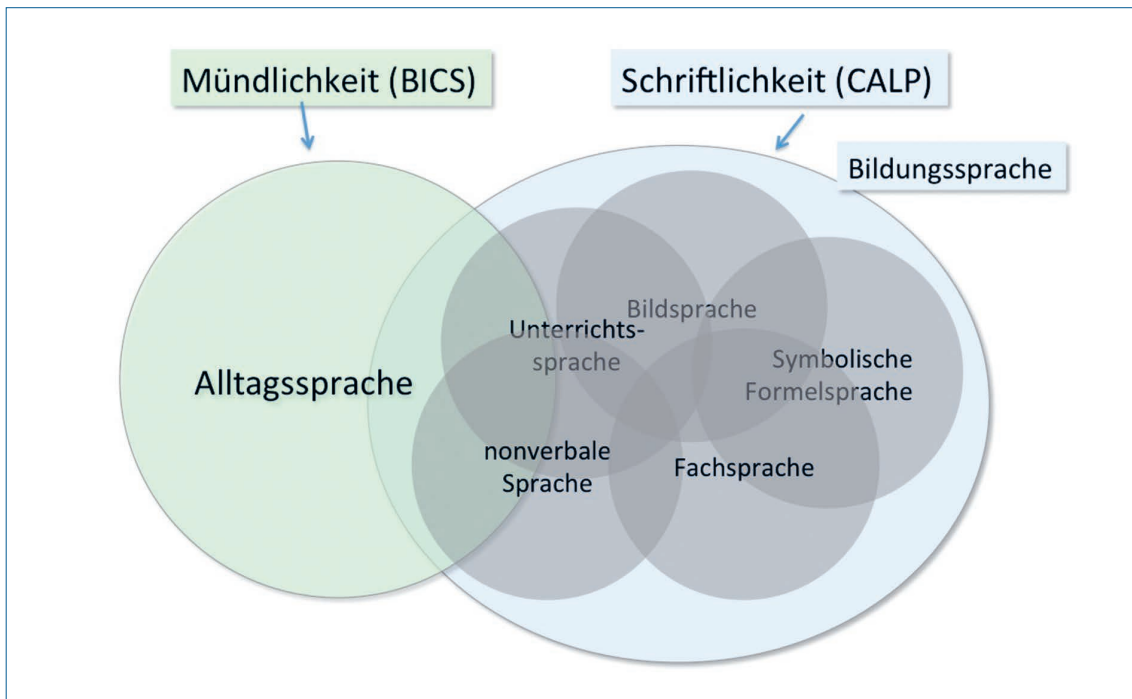 Mündlichkeit (BICS)
Schriftlichkeit (CALP)
Bildungssprache
Bildsprache
Unterrichts-
sprache
Symbolische
Formelsprache
Alltagssprache
nonverbale
Sprache
Fachsprache